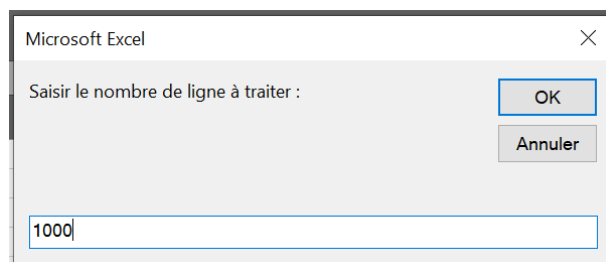 Microsoft Excel
Saisir le nombre de ligne à traiter :
OK
Annuler
1000